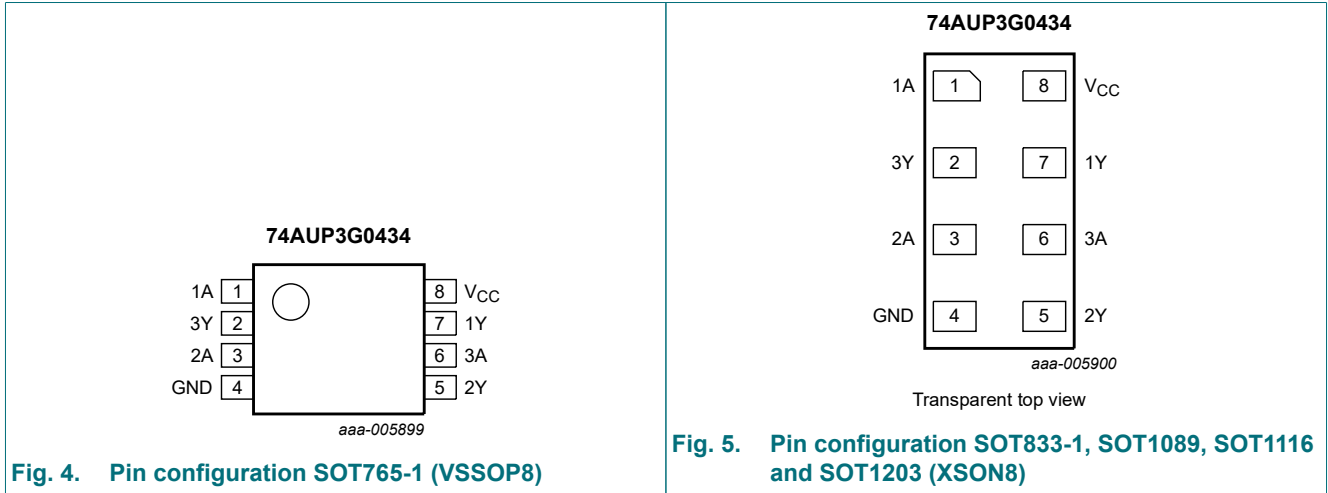 74AUP3G0434
1A 1 8 VCC
3Y 2 7 1Y
2A 3 6 3A
GND 4 5 2Y
aaa-005899
Fig. 4. Pin configuration SOT765-1 (VSSOP8)
74AUP3G0434
1A 1 8 VCC
3Y 2 7 1Y
2A 3 6 3A
GND 4 5 2Y
aaa-005900
Transparent top view
Fig. 5. Pin configuration SOT833-1, SOT1089, SOT1116
and SOT1203 (XSON8)